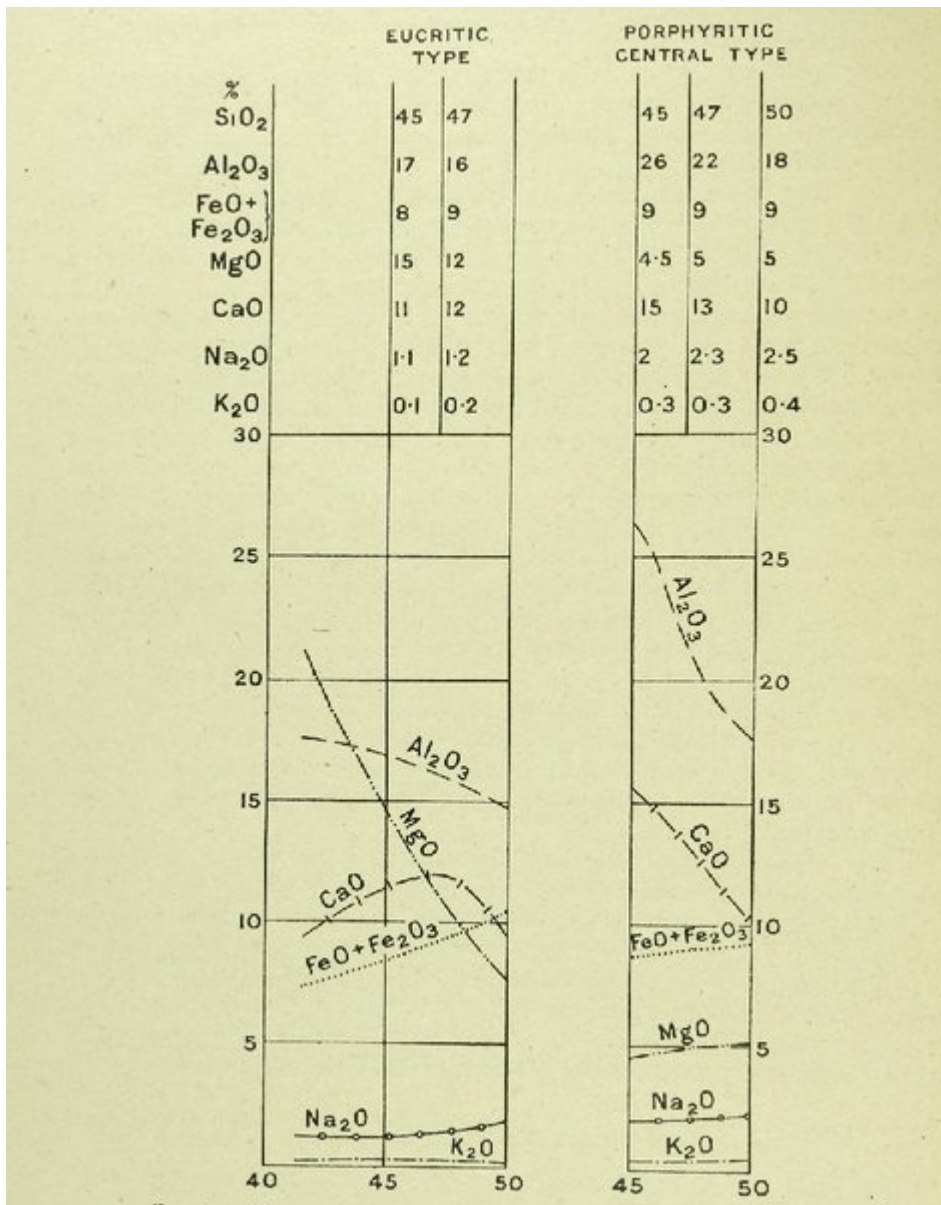 EUCRITIC
TYPE
PORPHYRITIC
CENTRAL TYPE
%
SiO₂ 45 47 45 47 50
Al₂O₃ 17 16 26 22 18
FeO+
Fe₂O₃} 8 9 9 9 9
MgO 15 12 4·5 5 5
CaO 11 12 15 13 10
Na₂O 1·1 1·2 2 2·3 2·5
K₂O 0·1 0·2 0·3 0·3 0·4
30 30
25 25
Al₂O₃
20 20
Al₂O₃
15 15
MgO
CaO
CaO
10 10
FeO+Fe₂O₃
FeO+Fe₂O₃
MgO
5 5
Na₂O
Na₂O
K₂O
K₂O
40 45 50 45 50